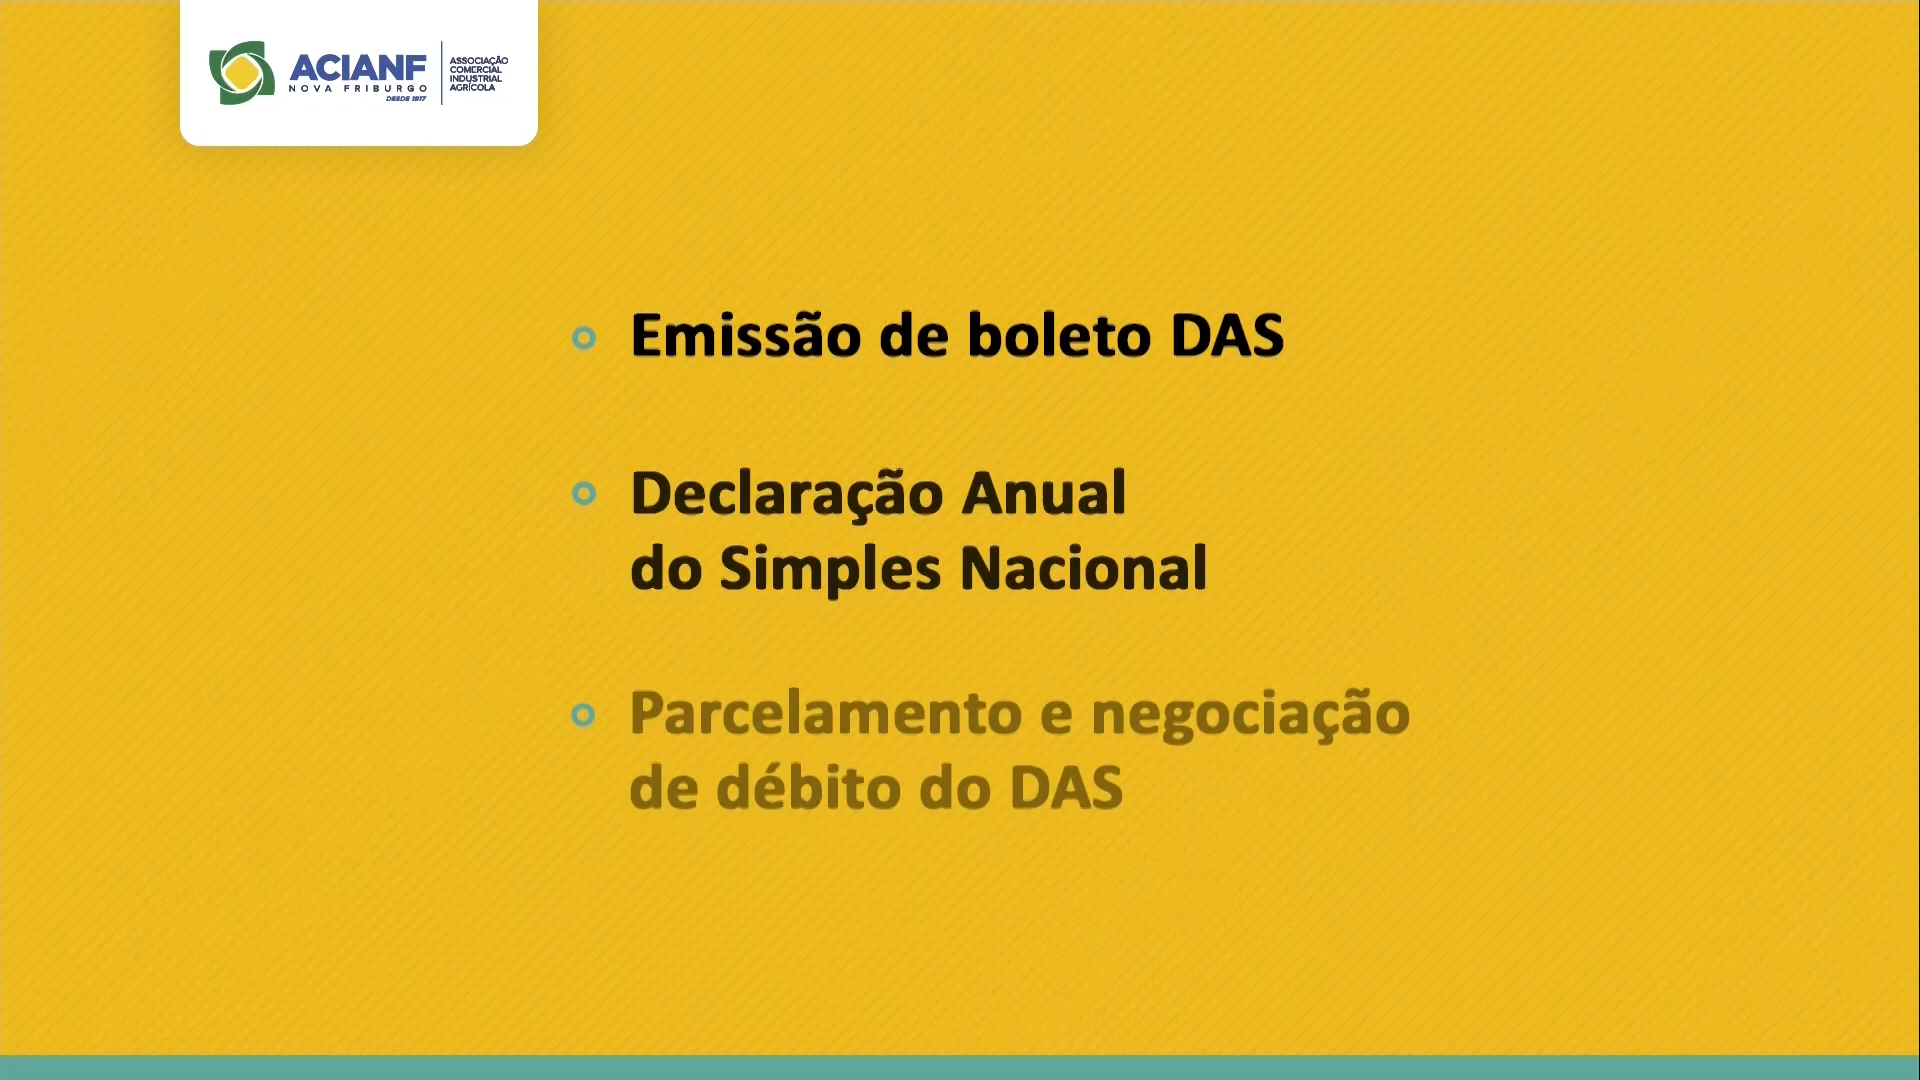 ACIANF
NOVA FRIBURGO
DESDE 1917
ASSOCIAÇÃO
COMERCIAL
INDUSTRIAL
AGRÍCOLA
Emissão de boleto DAS
Declaração Anual
do Simples Nacional
Parcelamento e negociação
de débito do DAS